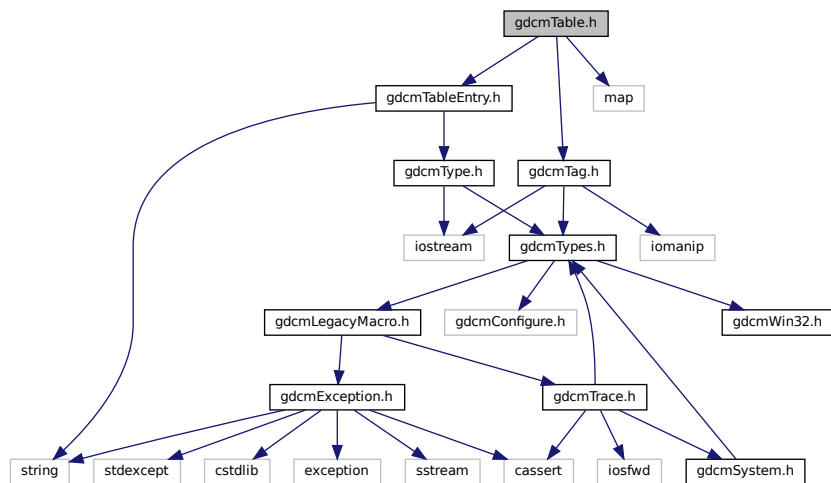 gdcmTable.h
gdcmTableEntry.h
map
gdcmType.h
gdcmTag.h
iostream
gdcmTypes.h
iomanip
gdcmLegacyMacro.h
gdcmConfigure.h
gdcmWin32.h
gdcmException.h
gdcmTrace.h
string
stdexcept
cstdlib
exception
sstream
cassert
iosfwd
gdcmSystem.h